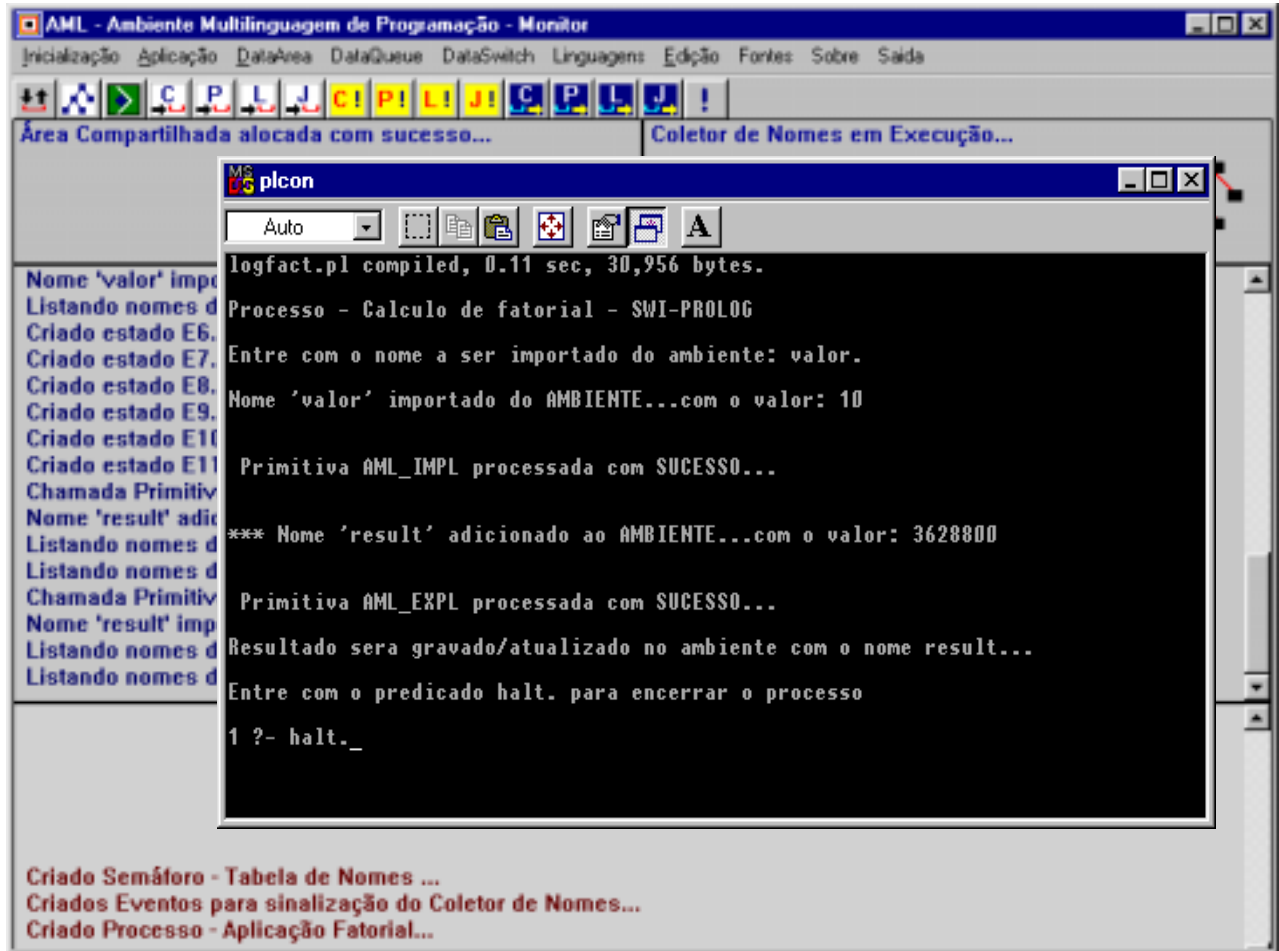 AML - Ambiente Multilinguagem de Programação - Monitor
Inicialização Aplicação DataArea DataQueue DataSwitch Linguagens Edição Fontes Sobre Saida
C P L J C! P! L! J! C P L J !
Área Compartilhada alocada com sucesso...
Coletor de Nomes em Execução...
MS DOS plcon
Auto A
logfact.pl compiled, 0.11 sec, 30,956 bytes.
Processo - Calculo de fatorial - SWI-PROLOG
Entre com o nome a ser importado do ambiente: valor.
Nome 'valor' importado do AMBIENTE...com o valor: 10
Primitiva AML_IMPL processada com SUCESSO...
*** Nome 'result' adicionado ao AMBIENTE...com o valor: 3628800
Primitiva AML_EXPL processada com SUCESSO...
Resultado sera gravado/atualizado no ambiente com o nome result...
Entre com o predicado halt. para encerrar o processo
1 ?- halt._
Nome 'valor' impo
Listando nomes d
Criado estado E6.
Criado estado E7.
Criado estado E8.
Criado estado E9.
Criado estado E10
Criado estado E11
Chamada Primitiv
Nome 'result' adic
Listando nomes d
Listando nomes d
Chamada Primitiv
Nome 'result' imp
Listando nomes d
Listando nomes d
Criado Semáforo - Tabela de Nomes ...
Criados Eventos para sinalização do Coletor de Nomes...
Criado Processo - Aplicação Fatorial...